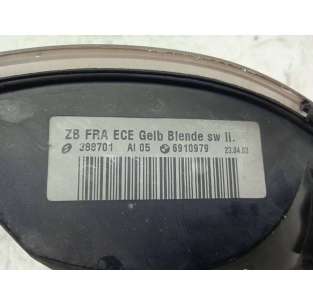 ZB FRA ECE Gelb Blende sw li.
388701 AI 05 6910979 23.04.03